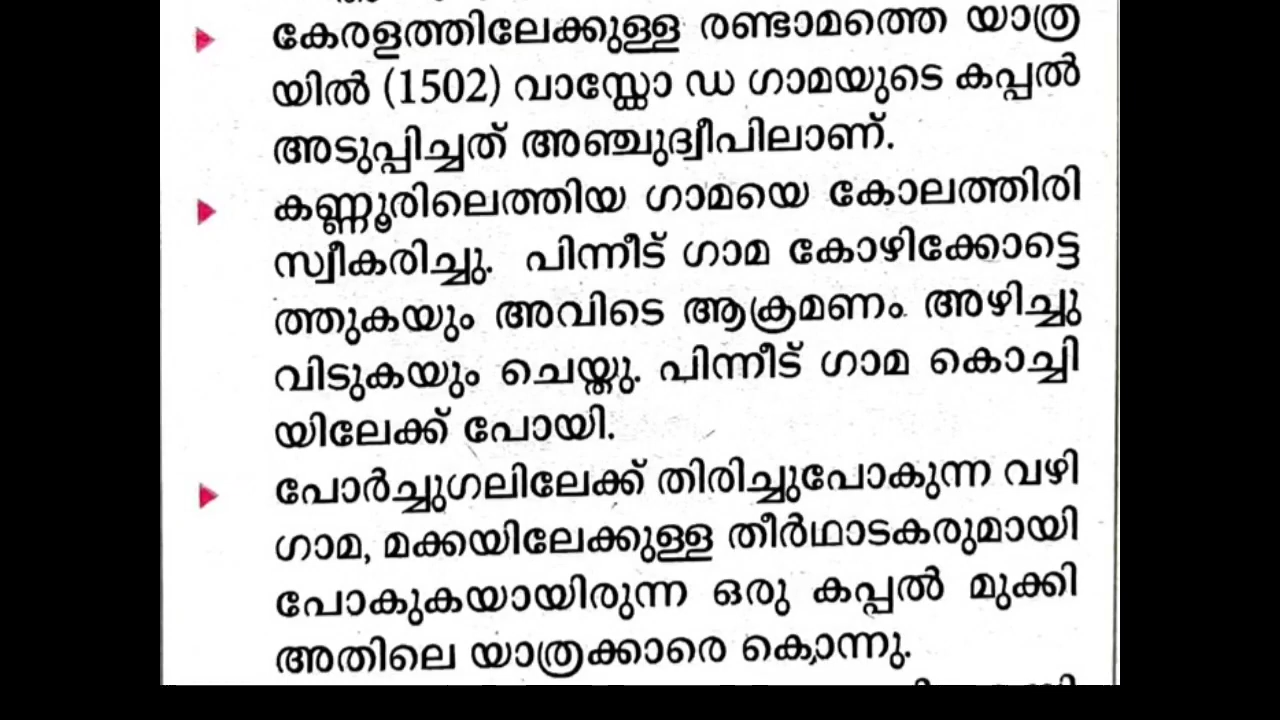 കേരളത്തിലേക്കുള്ള രണ്ടാമത്തെ യാത്ര
യിൽ (1502) വാസ്കോ ഡ ഗാമയുടെ കപ്പൽ
അടുപ്പിച്ചത് അഞ്ചുദ്വീപിലാണ്.
കണ്ണൂരിലെത്തിയ ഗാമയെ കോലത്തിരി
സ്വീകരിച്ചു. പിന്നീട് ഗാമ കോഴിക്കോട്ടെ
ത്തുകയും അവിടെ ആക്രമണം അഴിച്ചു
വിടുകയും ചെയ്തു. പിന്നീട് ഗാമ കൊച്ചി
യിലേക്ക് പോയി.
പോർച്ചുഗലിലേക്ക് തിരിച്ചുപോകുന്ന വഴി
ഗാമ, മക്കയിലേക്കുള്ള തീർഥാടകരുമായി
പോകുകയായിരുന്ന ഒരു കപ്പൽ മുക്കി
അതിലെ യാത്രക്കാരെ കൊന്നു.